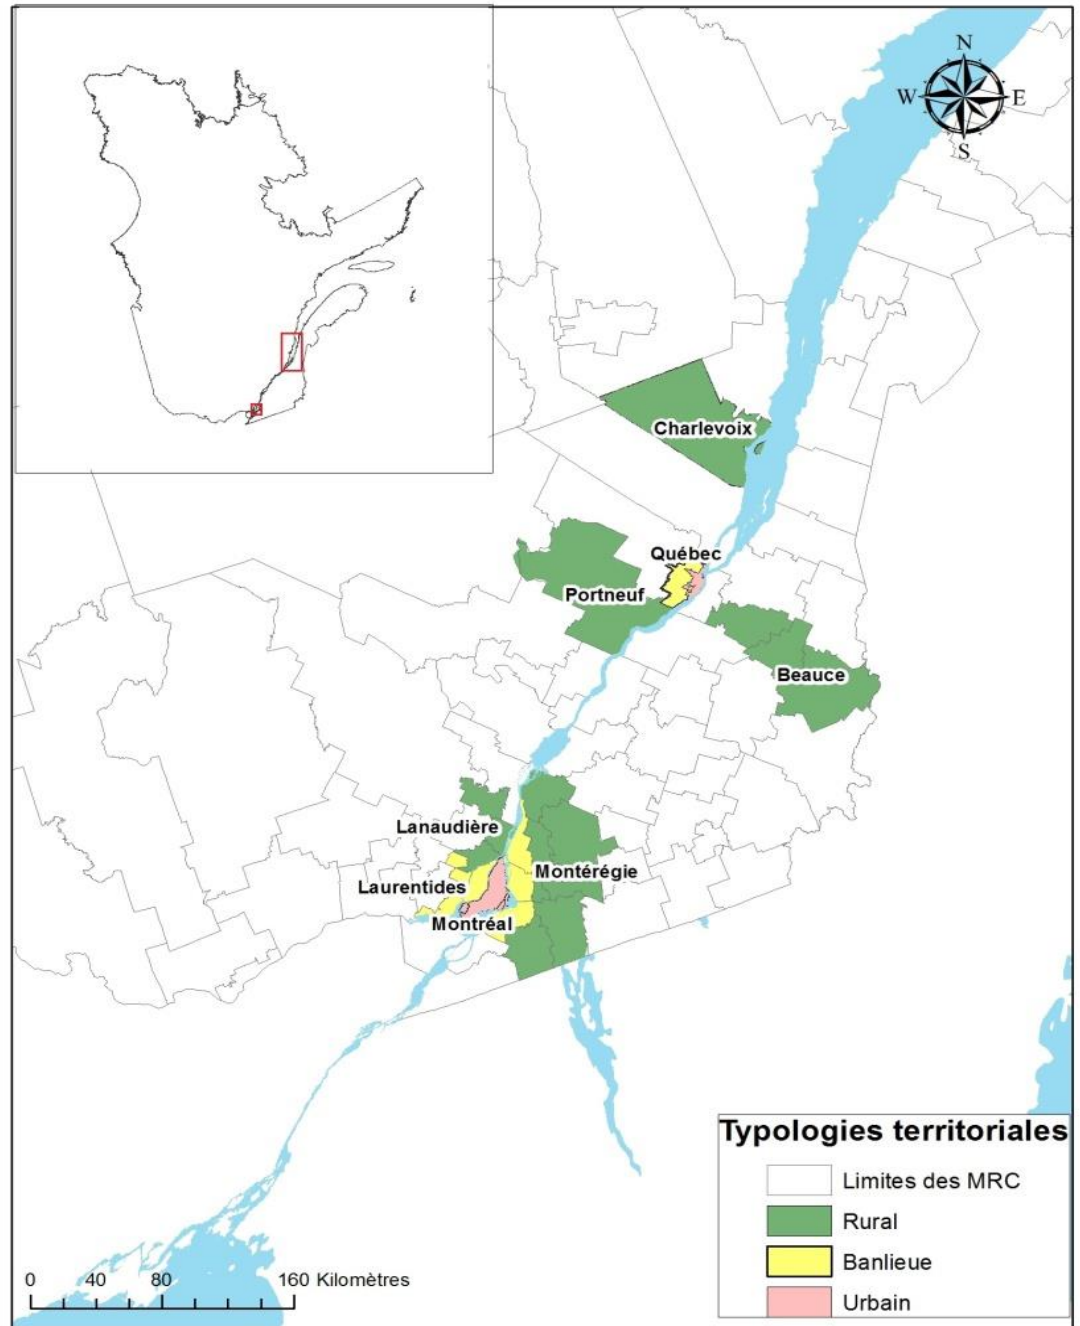 N
W E
S
Charlevoix
Québec
Portneuf
Beauce
Lanaudière
Montérégie
Laurentides
Montréal
Typologies territoriales
Limites des MRC
Rural
Banlieue
Urbain
0 40 80 160 Kilomètres